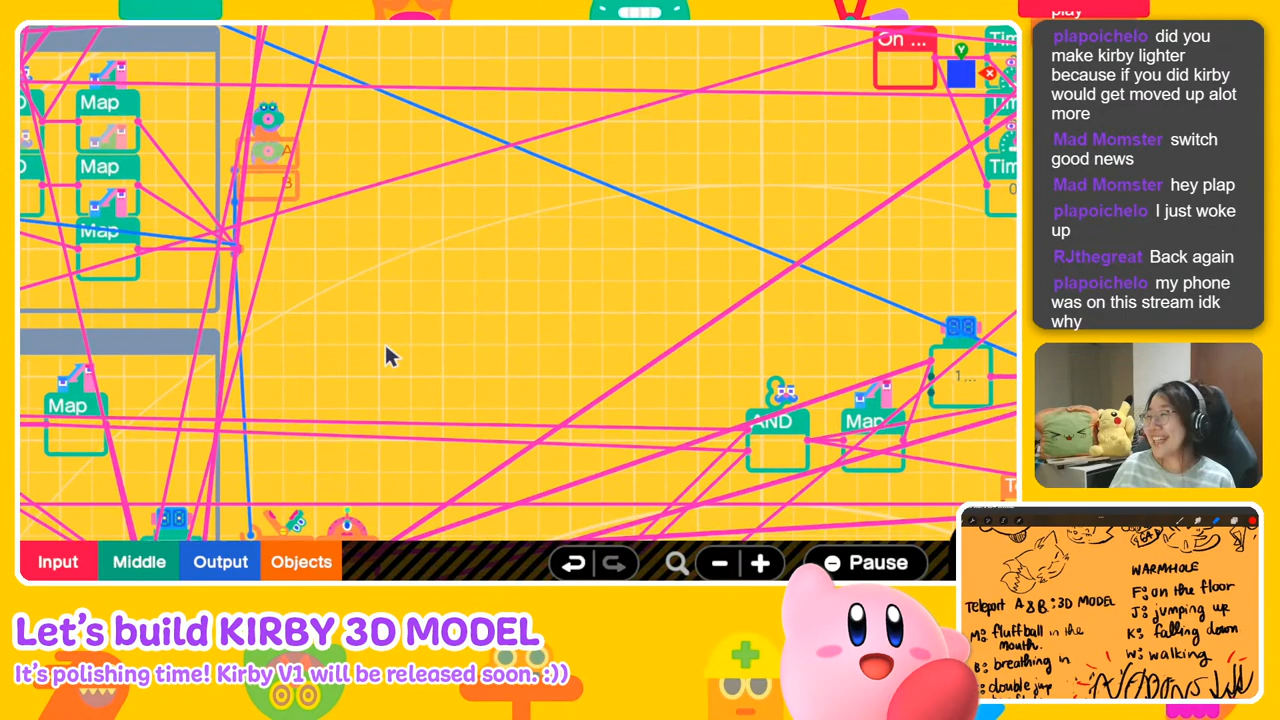 On ...
Tim
Map
A
B
Map
Map
Tim
Tim
Map
1...
AND
Map
Input
Middle
Output
Objects
Pause
play
plapoichelo did you
make kirby lighter
because if you did kirby
would get moved up alot
more
Mad Momster switch
good news
Mad Momster hey plap
plapoichelo I just woke
up
RJthegreat Back again
plapoichelo my phone
was on this stream idk
why
Teleport A & B : 3D MODEL
M: fluffball in the
mouth.
B: breathing in
: double jump
WARMHOLE
F: on the floor
J: jumping up
K: falling down
W: walking
Let's build KIRBY 3D MODEL
It's polishing time! Kirby V1 will be released soon. :))